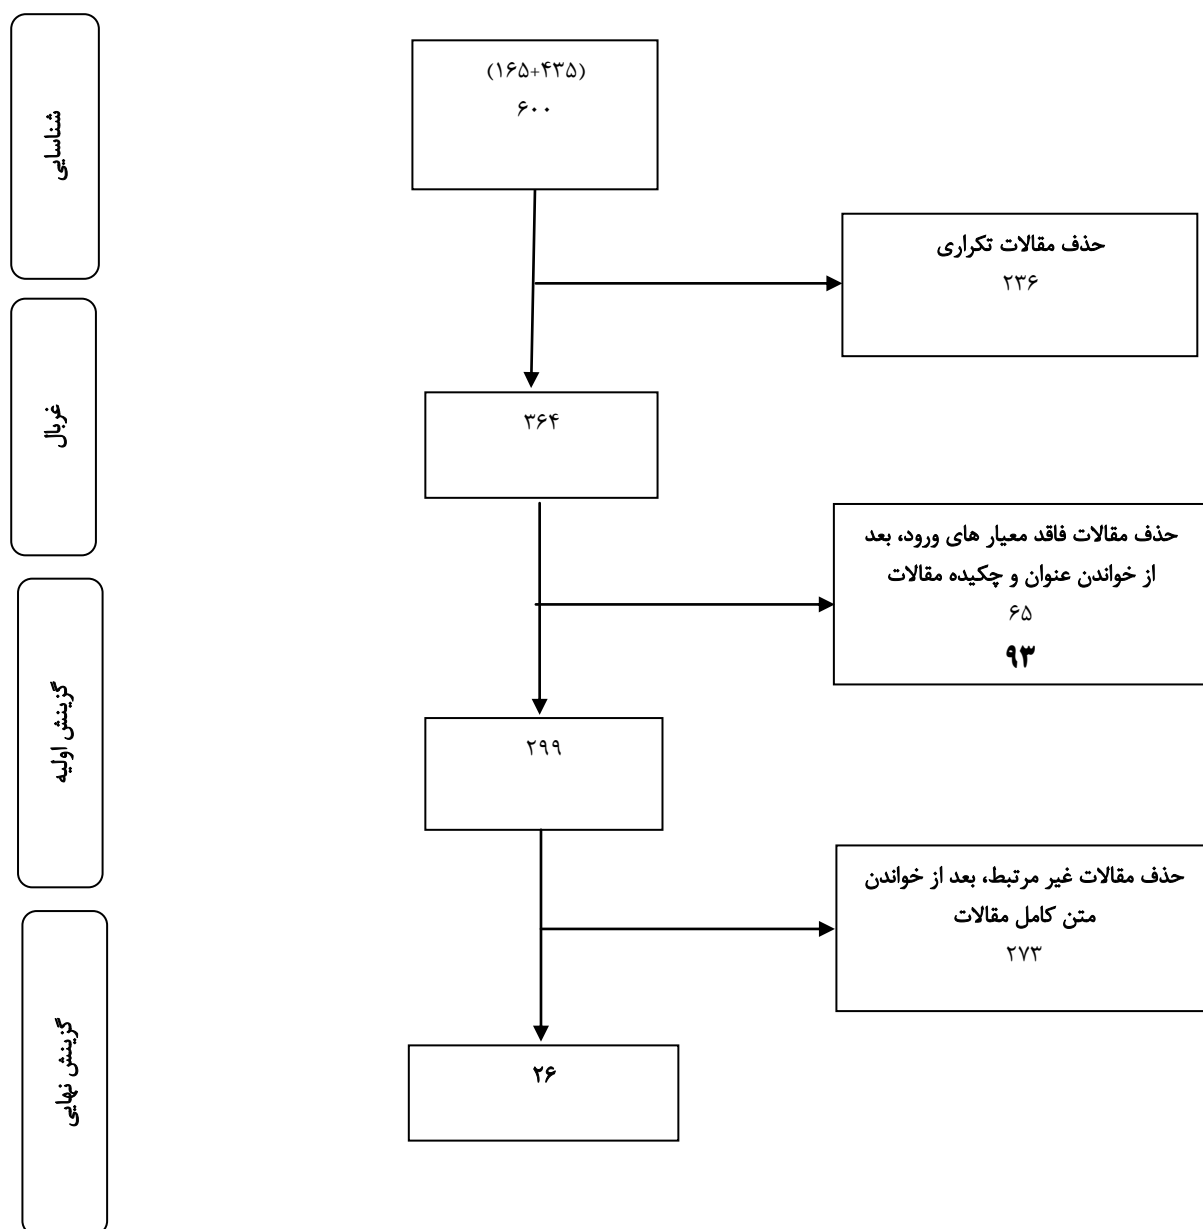 شناسایی
(۱۶۵+۴۳۵)
۶۰۰
حذف مقالات تکراری
۲۳۶
غربال
۳۶۴
حذف مقالات فاقد معیار های ورود، بعد
از خواندن عنوان و چکیده مقالات
۶۵
۹۳
گزینش اولیه
۲۹۹
حذف مقالات غیر مرتبط، بعد از خواندن
متن کامل مقالات
۲۷۳
گزینش نهایی
۲۶